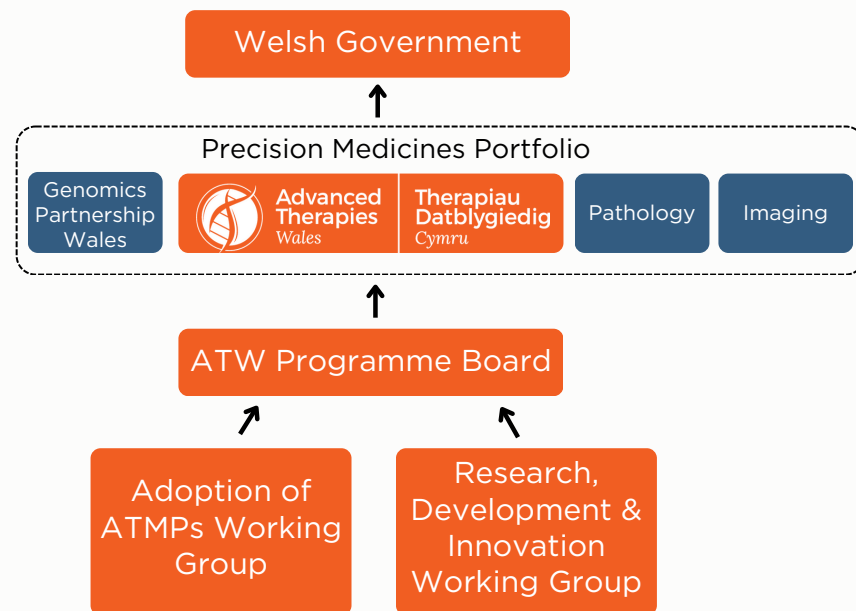 Welsh Government
Precision Medicines Portfolio
Genomics
Partnership
Wales
Advanced
Therapies
Wales
Therapiau
Datblygiedig
Cymru
Pathology
Imaging
ATW Programme Board
Adoption of
ATMPs Working
Group
Research,
Development &
Innovation
Working Group